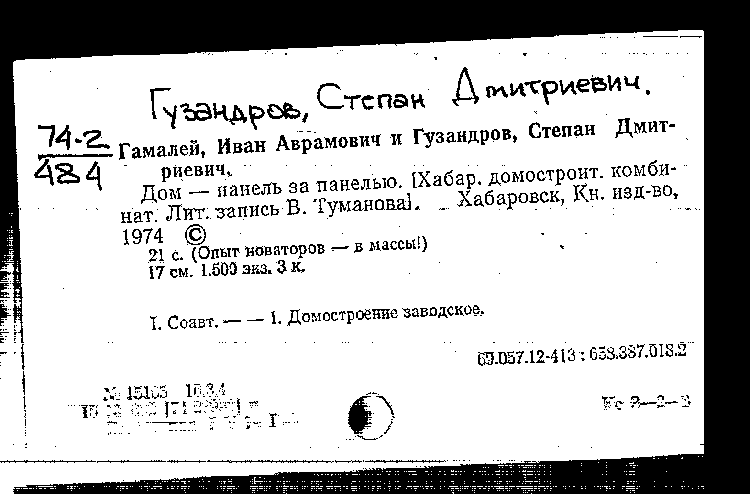 Гузандров, Степан Дмитриевич.
74-2
484
Гамалей, Иван Аврамович и Гузандров, Степан Дмит-
риевич.
Дом — панель за панелью. [Хабар. домостроит. комби-
нат. Лит. запись В. Туманова]. Хабаровск, Кн. изд-во,
1974 ©
21 с. (Опыт новаторов — в массы!)
17 см. 1.500 экз. 3 к.
I. Соавт. — — 1. Домостроение заводское.
69.057.12-413 : 658.387.018.2